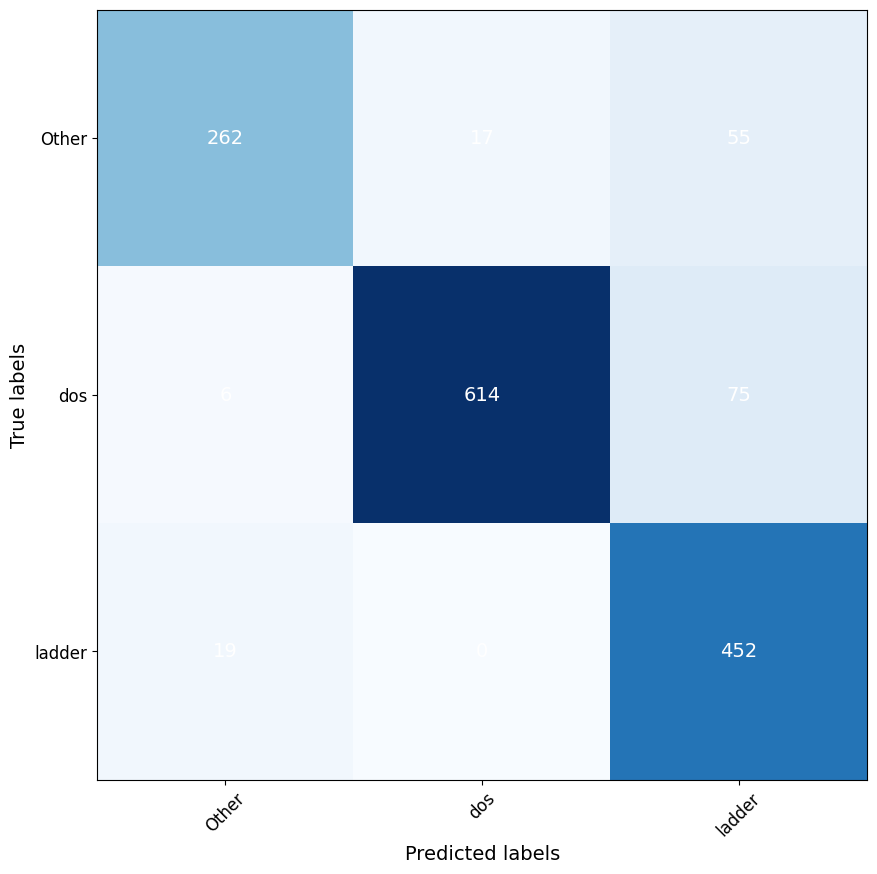 Other
262
17
55
dos
6
614
75
ladder
19
0
452
True labels
Other
dos
ladder
Predicted labels